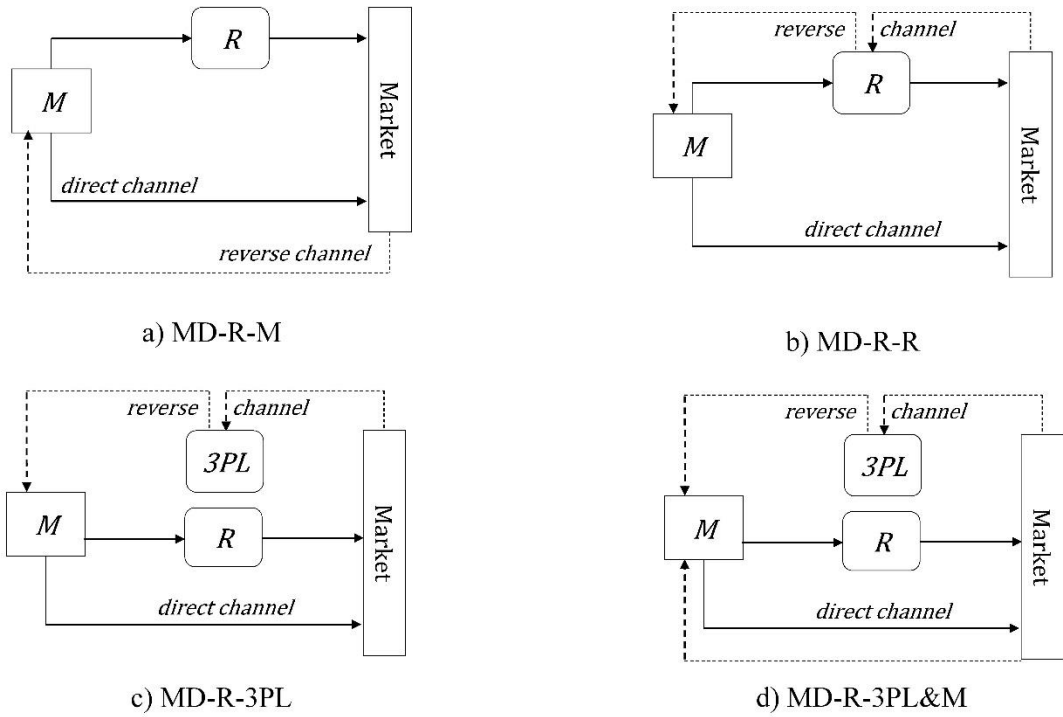 R
M
Market
direct channel
reverse channel
a) MD-R-M
reverse channel
R
M
Market
direct channel
b) MD-R-R
reverse channel
3PL
M
R
Market
direct channel
c) MD-R-3PL
reverse channel
3PL
M
R
Market
direct channel
d) MD-R-3PL&M